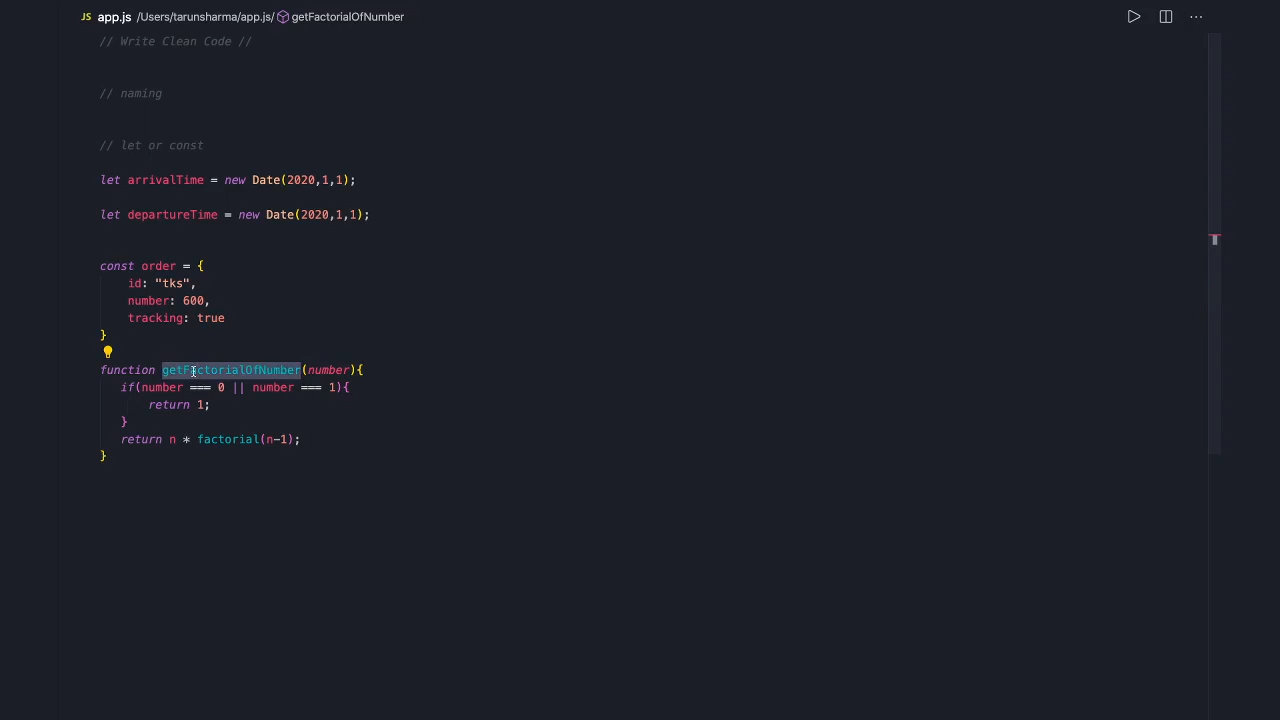 JS app.js /Users/tarunsharma/app.js/ getFactorialOfNumber
// Write Clean Code //
// naming
// let or const
let arrivalTime = new Date(2020,1,1);
let departureTime = new Date(2020,1,1);
const order = {
id: "tks",
number: 600,
tracking: true
}
function getFactorialOfNumber(number){
if(number === 0 || number === 1){
return 1;
}
return n * factorial(n-1);
}